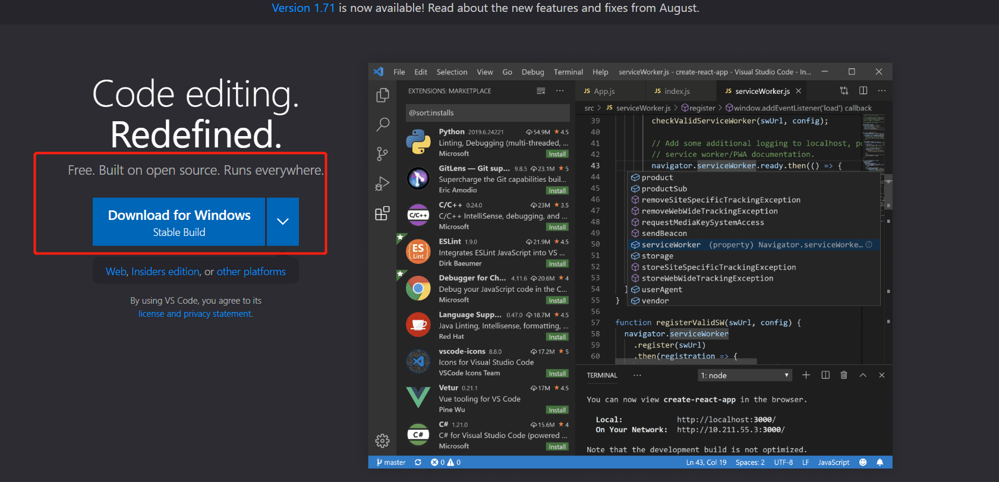 Version 1.71 is now available! Read about the new features and fixes from August.
Code editing.
Redefined.
Free. Built on open source. Runs everywhere.
Download for Windows
Stable Build
Web, Insiders edition, or other platforms
By using VS Code, you agree to its
license and privacy statement.
File Edit Selection View Go Debug Terminal Help serviceWorker.js - create-react-app - Visual Studio Code - In...
EXTENSIONS: MARKETPLACE
@sort:installs
Python 2019.6.24221 54.9M 4.5
Linting, Debugging (multi-threaded, ...
Microsoft Install
GitLens — Git sup... 9.8.5 23.1M 5
Supercharge the Git capabilities buil...
Eric Amodio Install
C/C++
C/C++ 0.24.0 23M 3.5
C/C++ IntelliSense, debugging, and ...
Microsoft Install
ES
Lint
ESLint 1.9.0 21.9M 4.5
Integrates ESLint JavaScript into VS ...
Dirk Baeumer Install
Debugger for Ch... 4.11.6 20.6M 4
Debug your JavaScript code in the C...
Microsoft Install
Language Supp... 0.47.0 18.7M 4.5
Java Linting, Intellisense, formatting, ...
Red Hat Install
vscode-icons 8.8.0 17.2M 5
Icons for Visual Studio Code
VSCode Icons Team Install
Vetur 0.21.1 17M 4.5
Vue tooling for VS Code
Pine Wu Install
C#
C# 1.21.0 15.6M 4
C# for Visual Studio Code (powered ...
Microsoft Install
JS App.js JS index.js JS serviceWorker.js
src > JS serviceWorker.js > register > window.addEventListener('load') callback
39 checkValidServiceWorker(swUrl, config);
40
41 // Add some additional logging to localhost, po
42 // service worker/PWA documentation.
43 navigator.serviceWorker.ready.then(() => {
44 product
45 productSub
46 removeSiteSpecificTrackingException
47 removeWebWideTrackingException
48 requestMediaKeySystemAccess
49 sendBeacon
50 serviceWorker (property) Navigator.serviceWorke...
51 storage
52 storeSiteSpecificTrackingException
53 storeWebWideTrackingException
54 } userAgent
55 } vendor
56
57 function registerValidSW(swUrl, config) {
58 navigator.serviceWorker
59 .register(swUrl)
60 .then(registration => {
TERMINAL ... 1: node
You can now view create-react-app in the browser.
Local: http://localhost:3000/
On Your Network: http://10.211.55.3:3000/
Note that the development build is not optimized.
master 0 0 Ln 43, Col 19 Spaces: 2 UTF-8 LF JavaScript